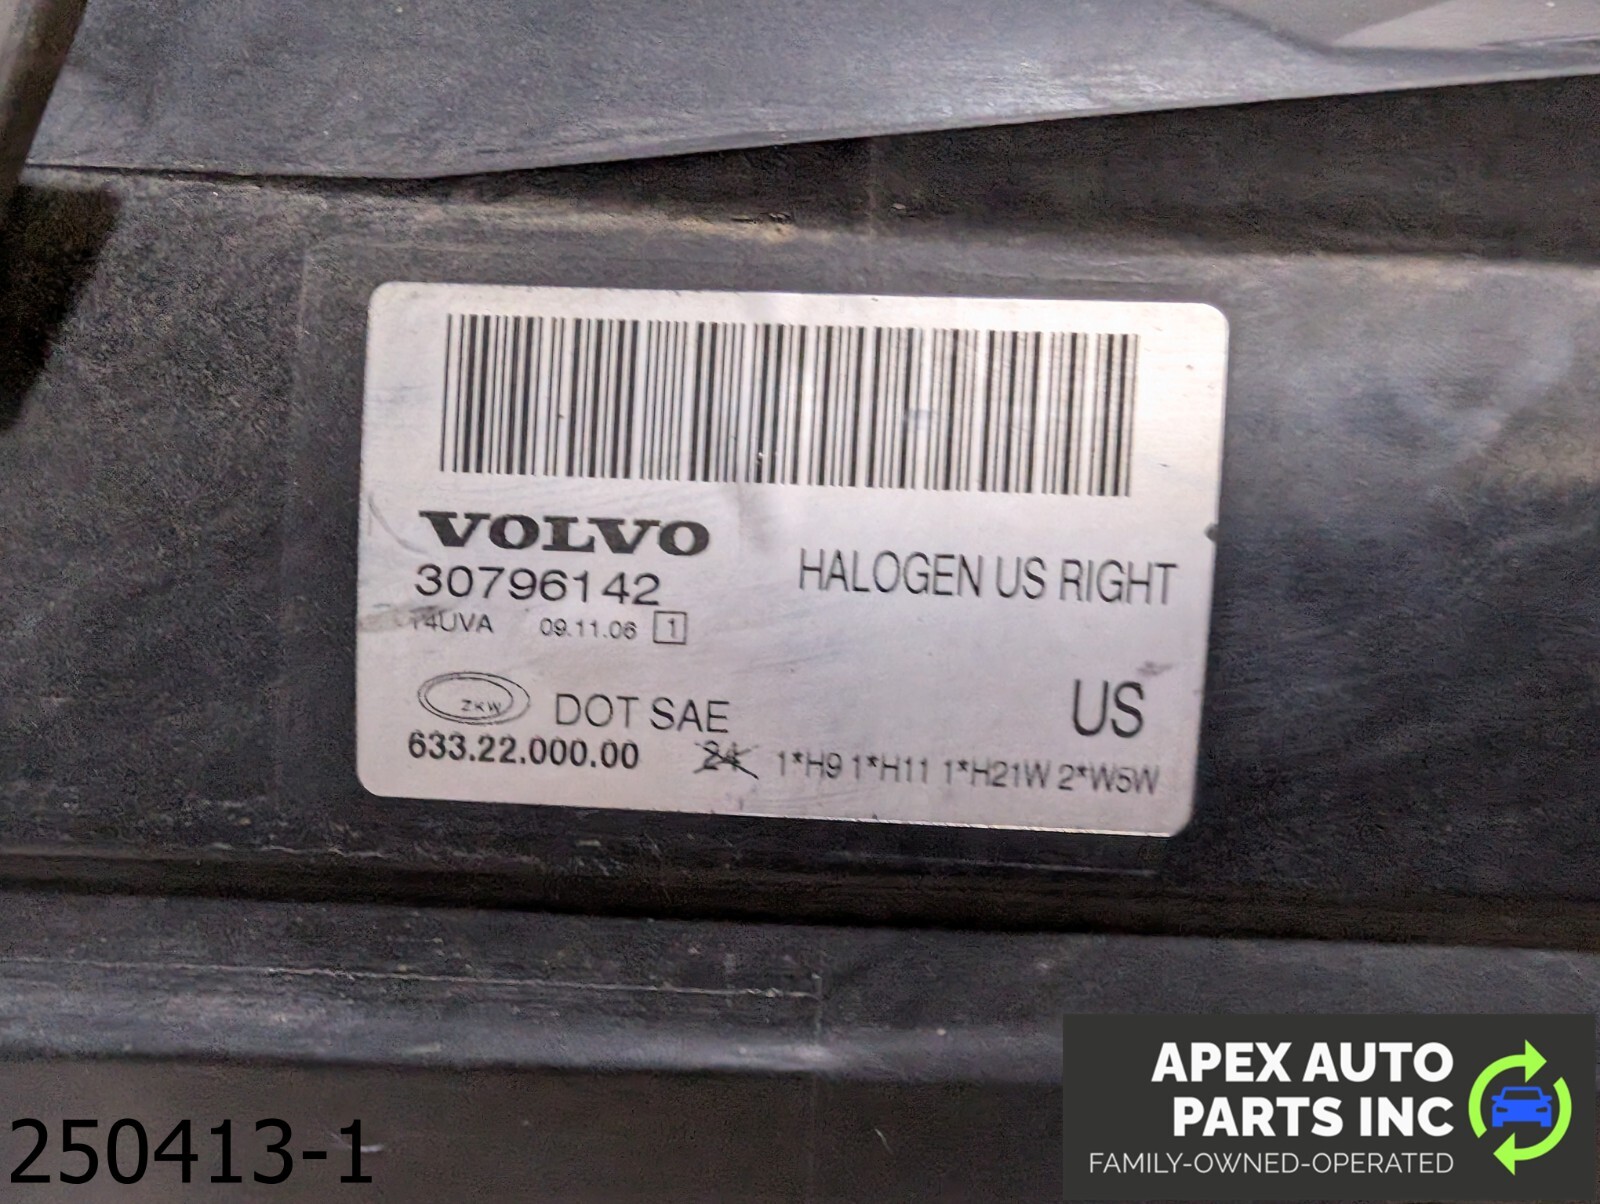 VOLVO
30796142
HALOGEN US RIGHT
09.11.06 1
ZKW DOT SAE
US
633.22.000.00 24 1*H9 1*H11 1*H21W 2*W5W
APEX AUTO
PARTS INC
FAMILY-OWNED-OPERATED
250413-1